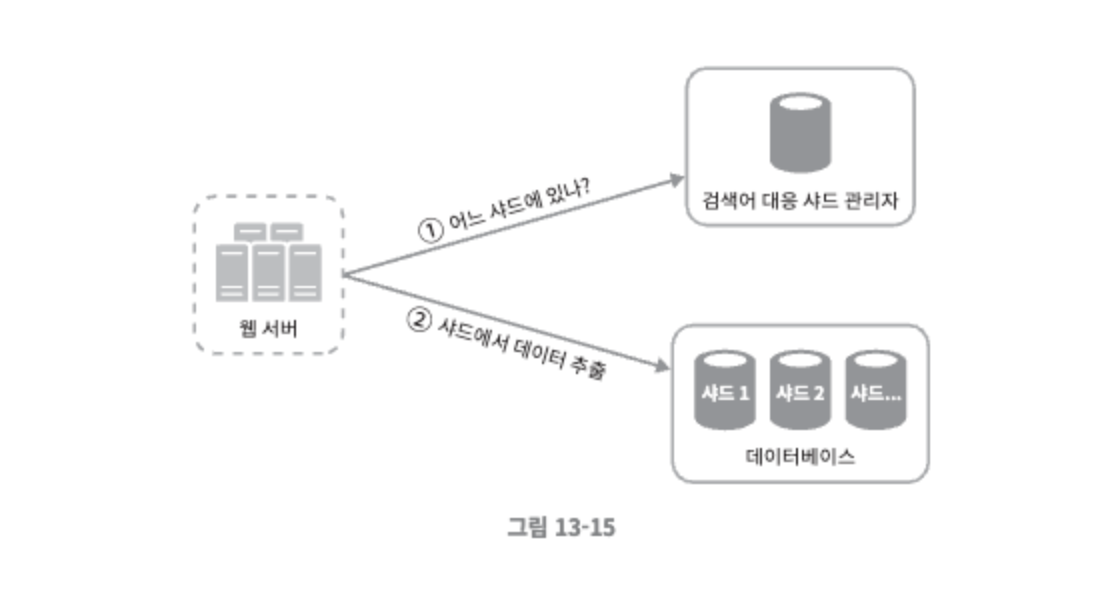 검색어 대응 샤드 관리자
① 어느 샤드에 있나?
웹 서버
② 샤드에서 데이터 추출
샤드 1
샤드 2
샤드...
데이터베이스
그림 13-15